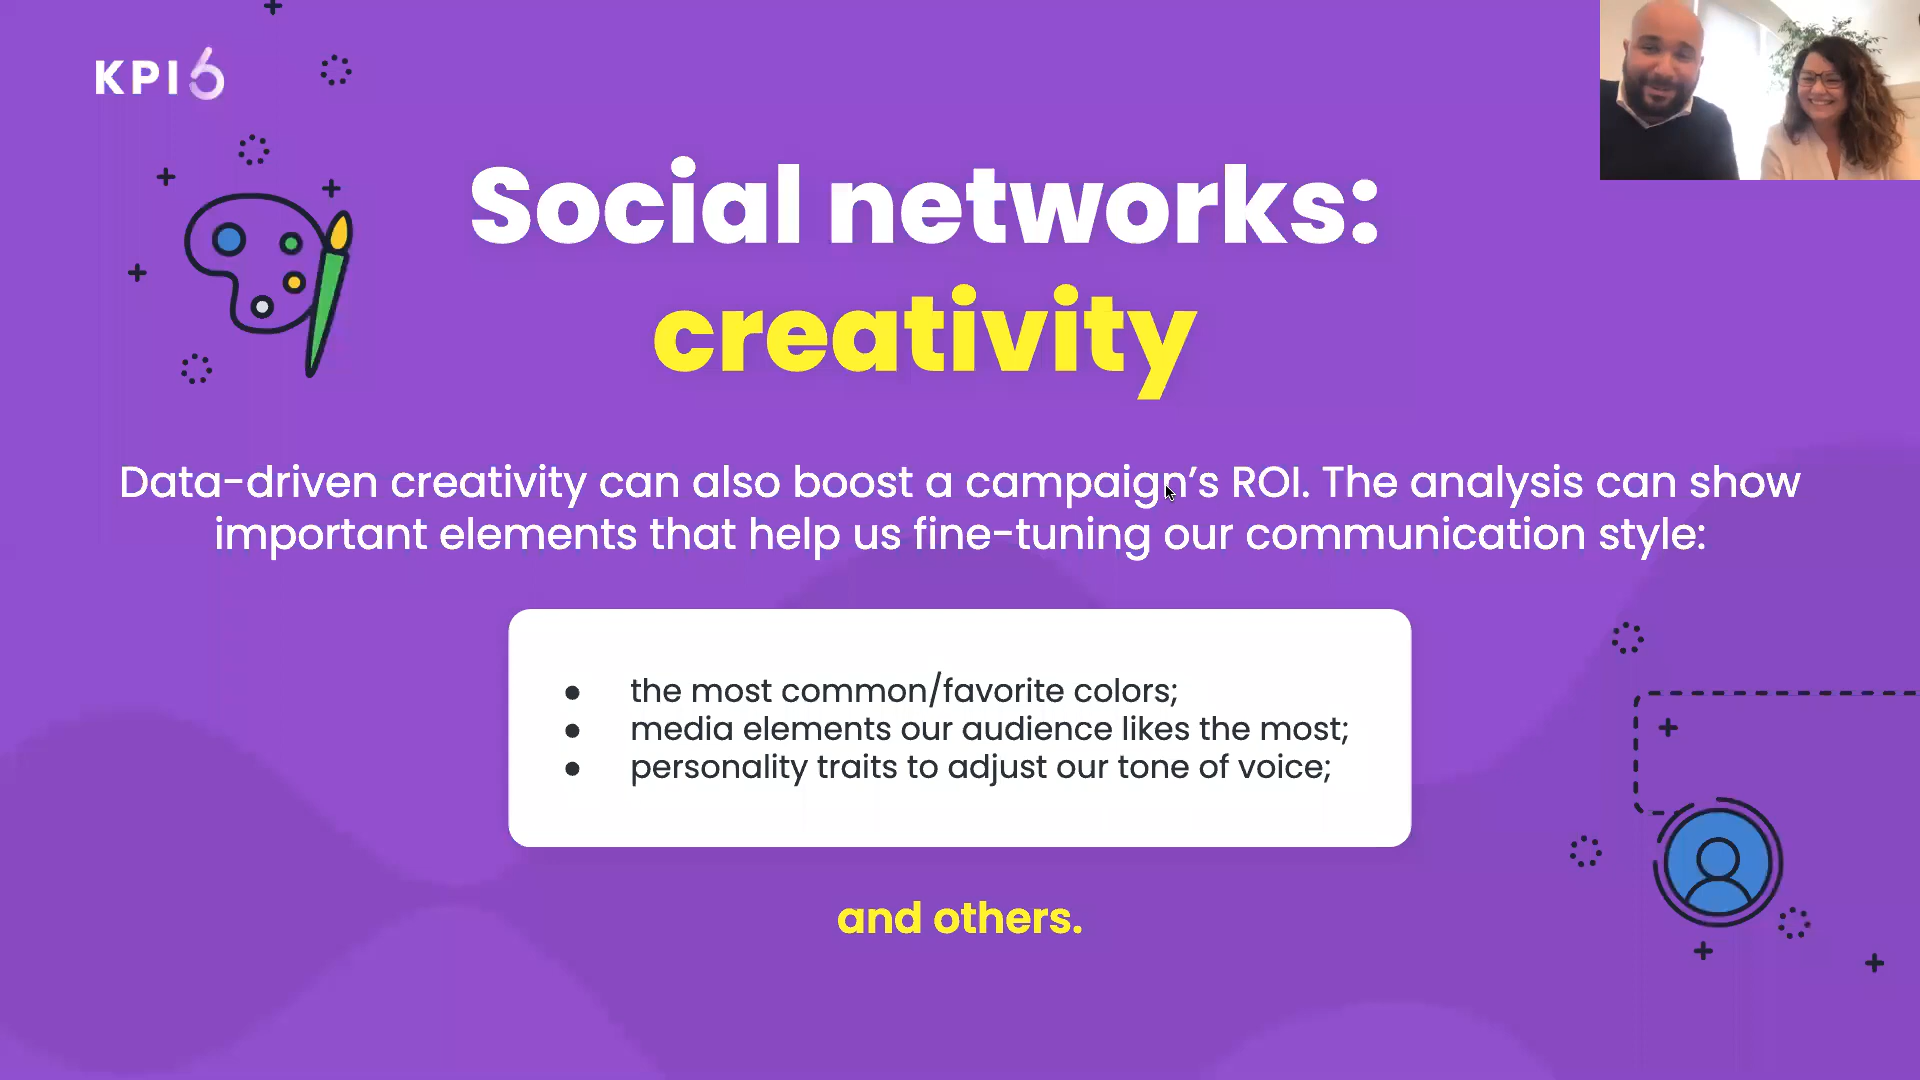 KPI6
Social networks:
creativity
Data-driven creativity can also boost a campaign’s ROI. The analysis can show
important elements that help us fine-tuning our communication style:
● the most common/favorite colors;
● media elements our audience likes the most;
● personality traits to adjust our tone of voice;
and others.